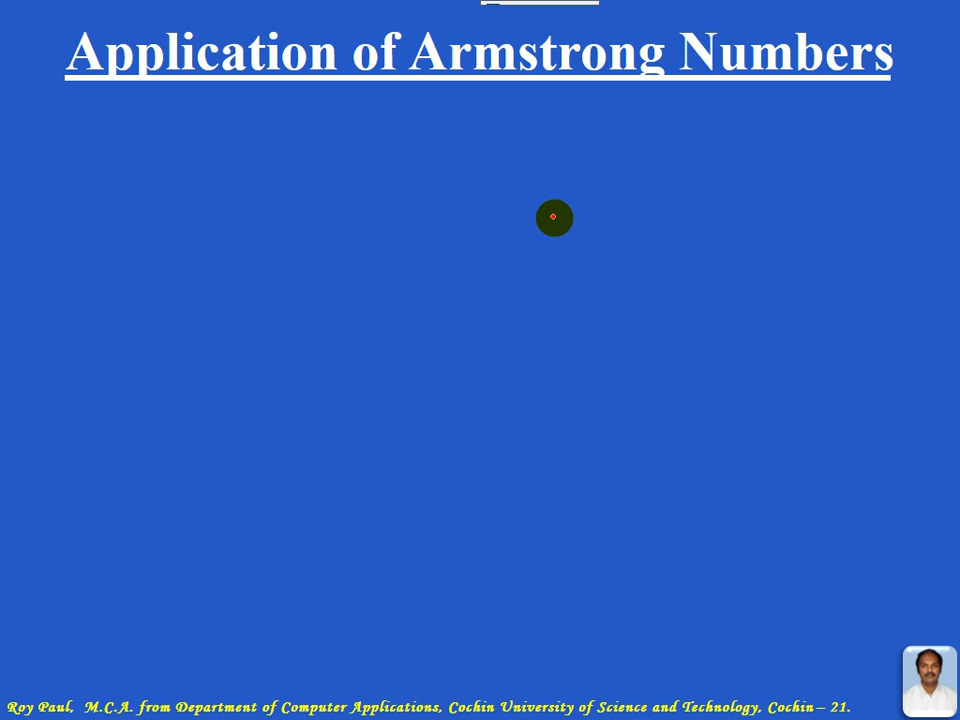 Application of Armstrong Numbers
Roy Paul, M.C.A. from Department of Computer Applications, Cochin University of Science and Technology, Cochin – 21.